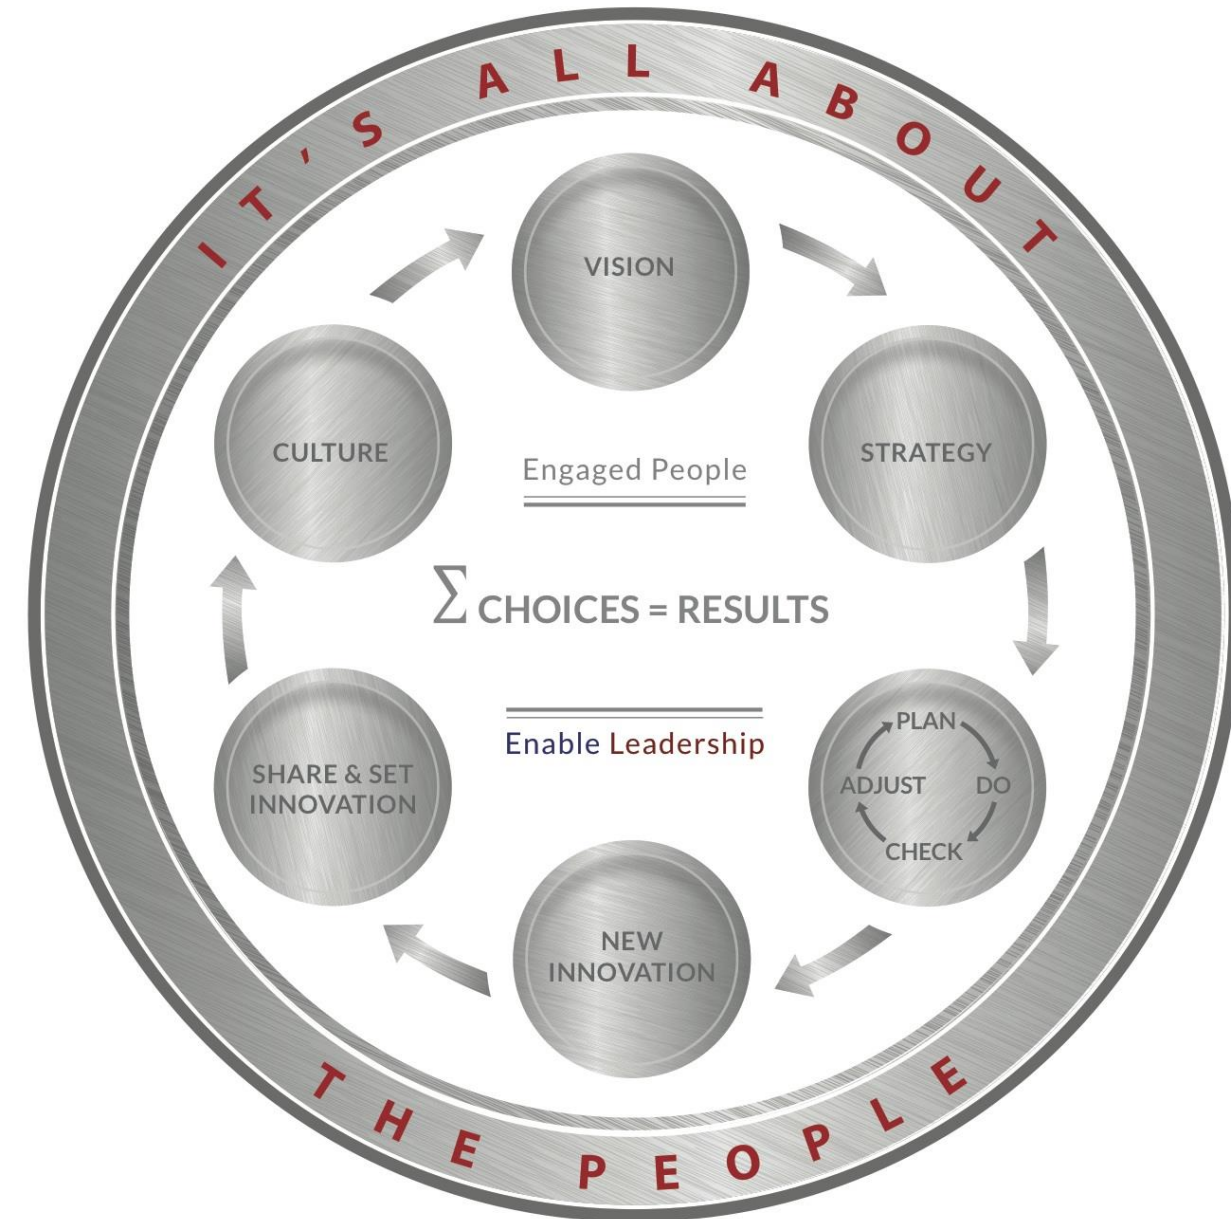 IT'S ALL ABOUT
VISION
STRATEGY
PLAN
DO
CHECK
ADJUST
NEW
INNOVATION
SHARE & SET
INNOVATION
CULTURE
Engaged People
∑ CHOICES = RESULTS
Enable Leadership
THE PEOPLE